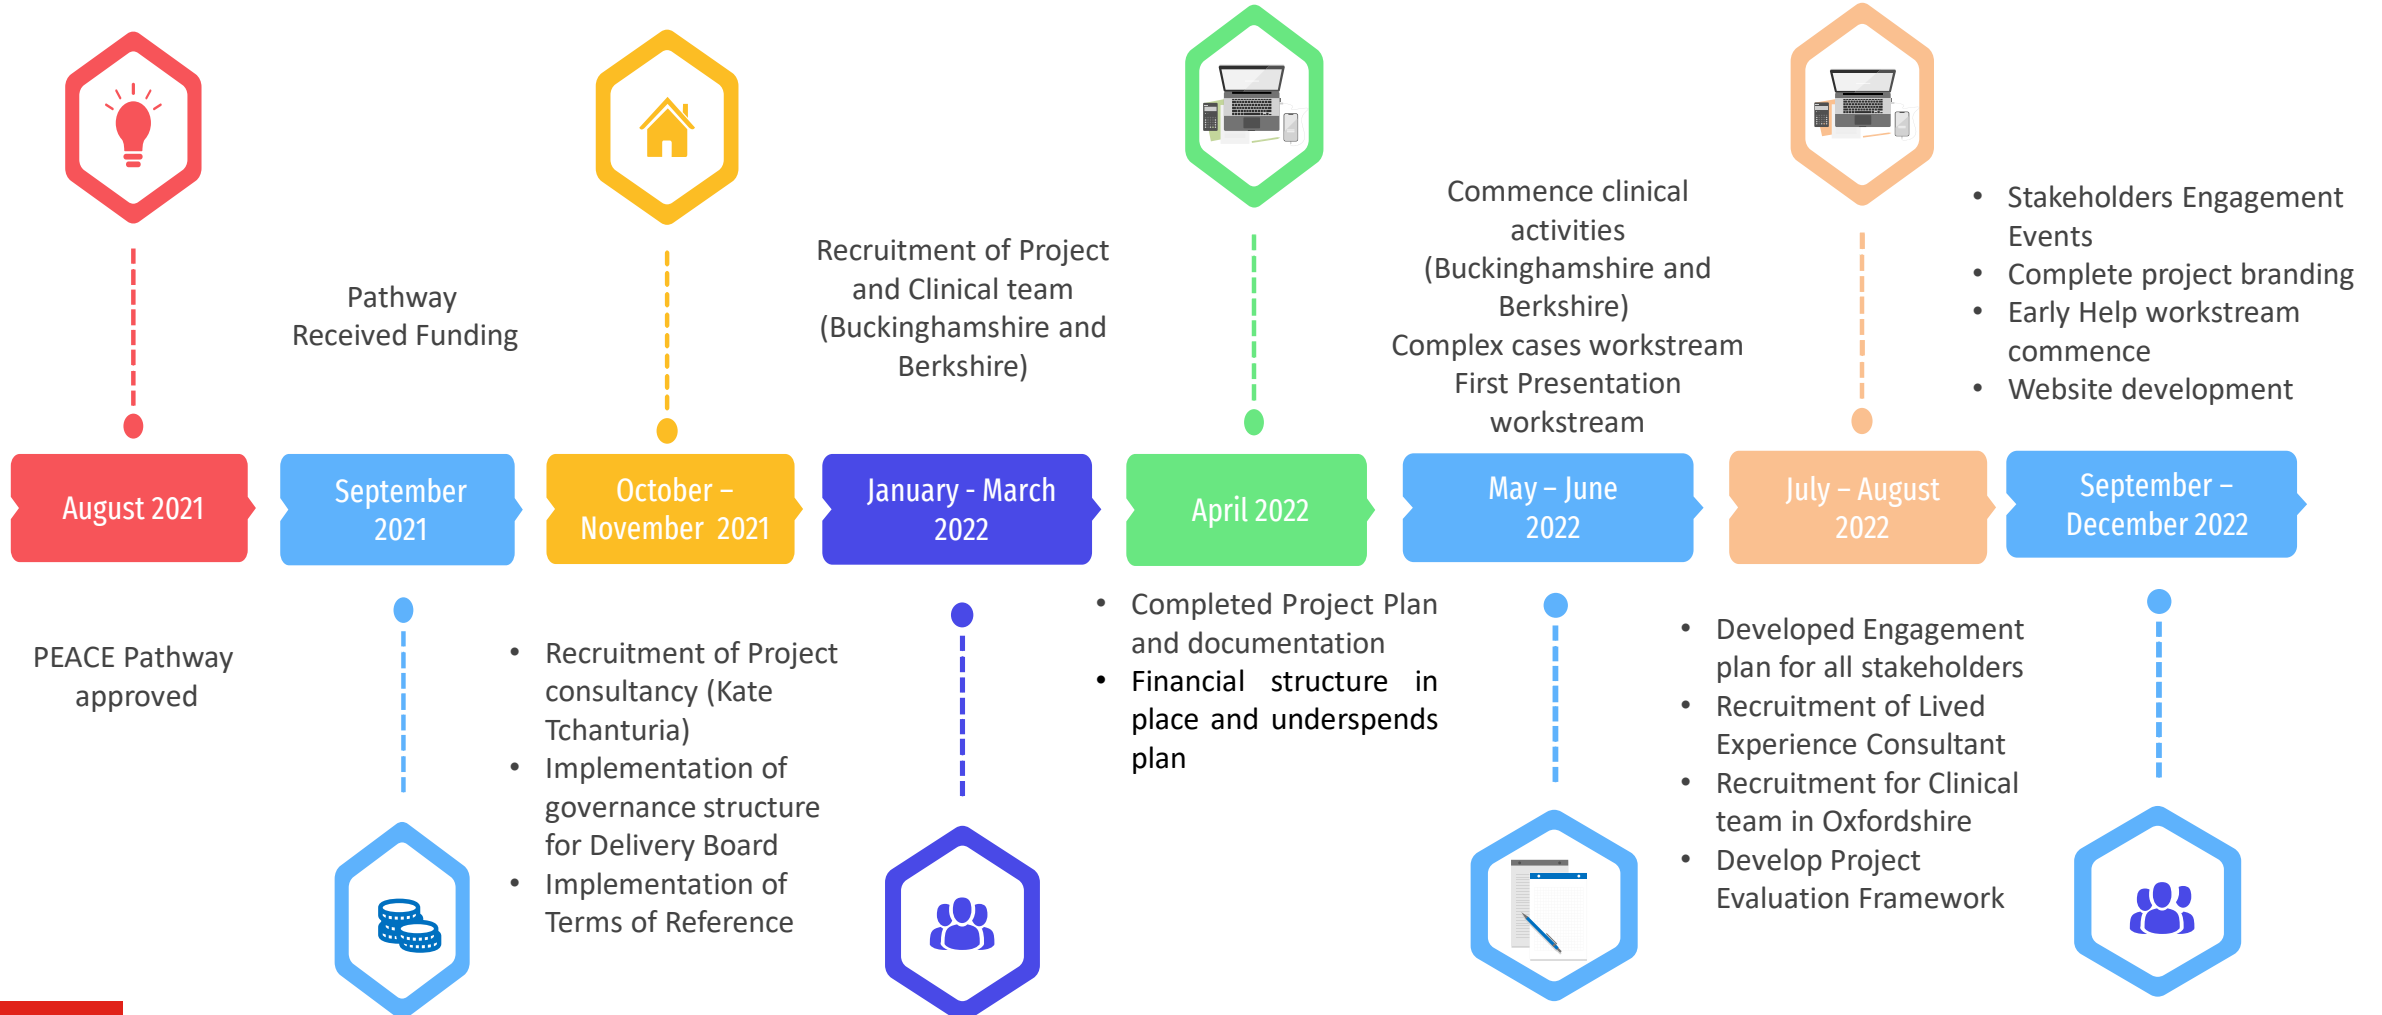 August 2021
PEACE Pathway
approved
Pathway
Received Funding
September
2021
October –
November 2021
• Recruitment of Project
consultancy (Kate
Tchanturia)
• Implementation of
governance structure
for Delivery Board
• Implementation of
Terms of Reference
Recruitment of Project
and Clinical team
(Buckinghamshire and
Berkshire)
January - March
2022
April 2022
• Completed Project Plan
and documentation
• Financial structure in
place and underspends
plan
Commence clinical
activities
(Buckinghamshire and
Berkshire)
Complex cases workstream
First Presentation
workstream
May – June
2022
July – August
2022
• Developed Engagement
plan for all stakeholders
• Recruitment of Lived
Experience Consultant
• Recruitment for Clinical
team in Oxfordshire
• Develop Project
Evaluation Framework
• Stakeholders Engagement
Events
• Complete project branding
• Early Help workstream
commence
• Website development
September –
December 2022